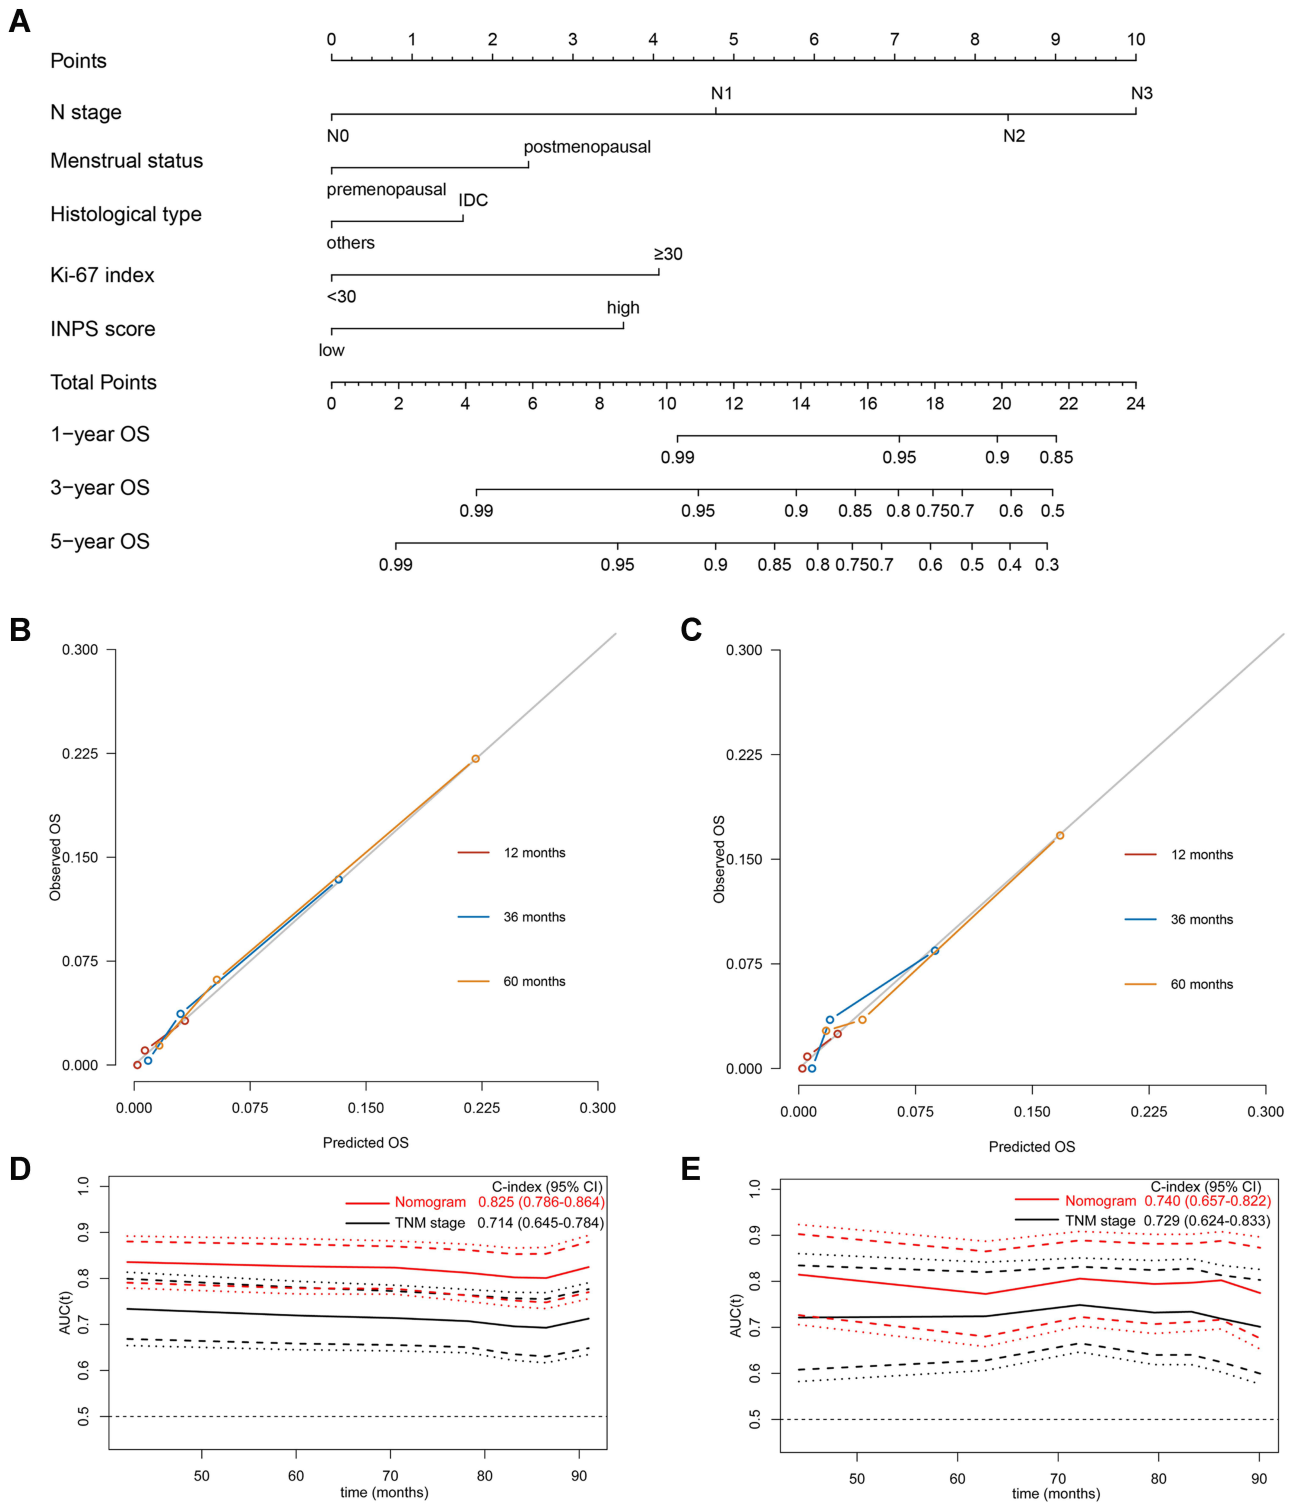 A
0 1 2 3 4 5 6 7 8 9 10
Points
N1 N3
N stage
N0 N2
postmenopausal
Menstrual status
premenopausal
IDC
Histological type
others
≥30
Ki-67 index
<30
high
INPS score
low
Total Points
0 2 4 6 8 10 12 14 16 18 20 22 24
1−year OS
0.99 0.95 0.9 0.85
3−year OS
0.99 0.95 0.9 0.85 0.8 0.75 0.7 0.6 0.5
5−year OS
0.99 0.95 0.9 0.85 0.8 0.75 0.7 0.6 0.5 0.4 0.3
B
0.300
0.225
0.150
0.075
0.000
Observed OS
12 months
36 months
60 months
0.000 0.075 0.150 0.225 0.300
Predicted OS
C
0.300
0.225
0.150
0.075
0.000
Observed OS
12 months
36 months
60 months
0.000 0.075 0.150 0.225 0.300
Predicted OS
D
C-index (95% CI)
Nomogram 0.825 (0.786-0.864)
TNM stage 0.714 (0.645-0.784)
1.0
0.9
0.8
0.7
0.6
0.5
AUC(t)
50 60 70 80 90
time (months)
E
C-index (95% CI)
Nomogram 0.740 (0.657-0.822)
TNM stage 0.729 (0.624-0.833)
1.0
0.9
0.8
0.7
0.6
0.5
AUC(t)
50 60 70 80 90
time (months)